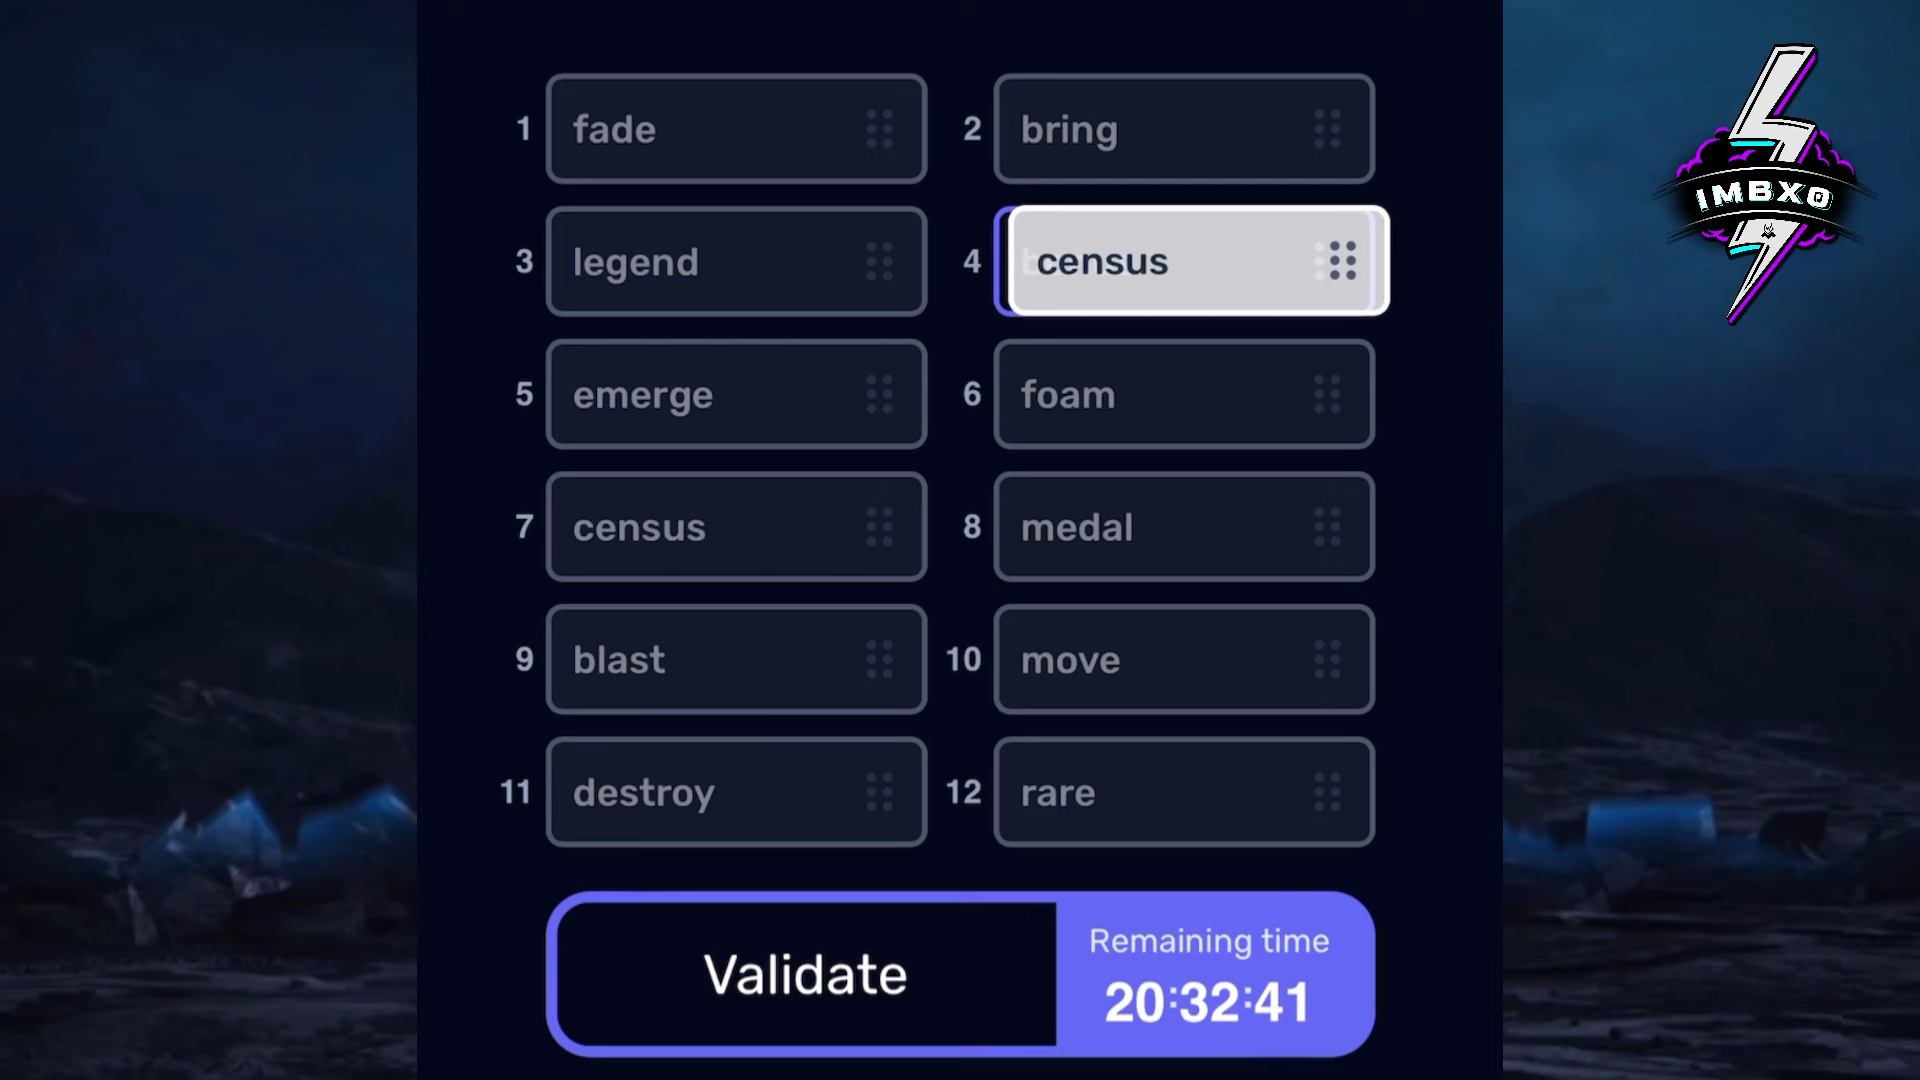 1 fade 2 bring
3 legend 4 census
5 emerge 6 foam
7 census 8 medal
9 blast 10 move
11 destroy 12 rare
Validate
Remaining time
20:32:41
IMBXO